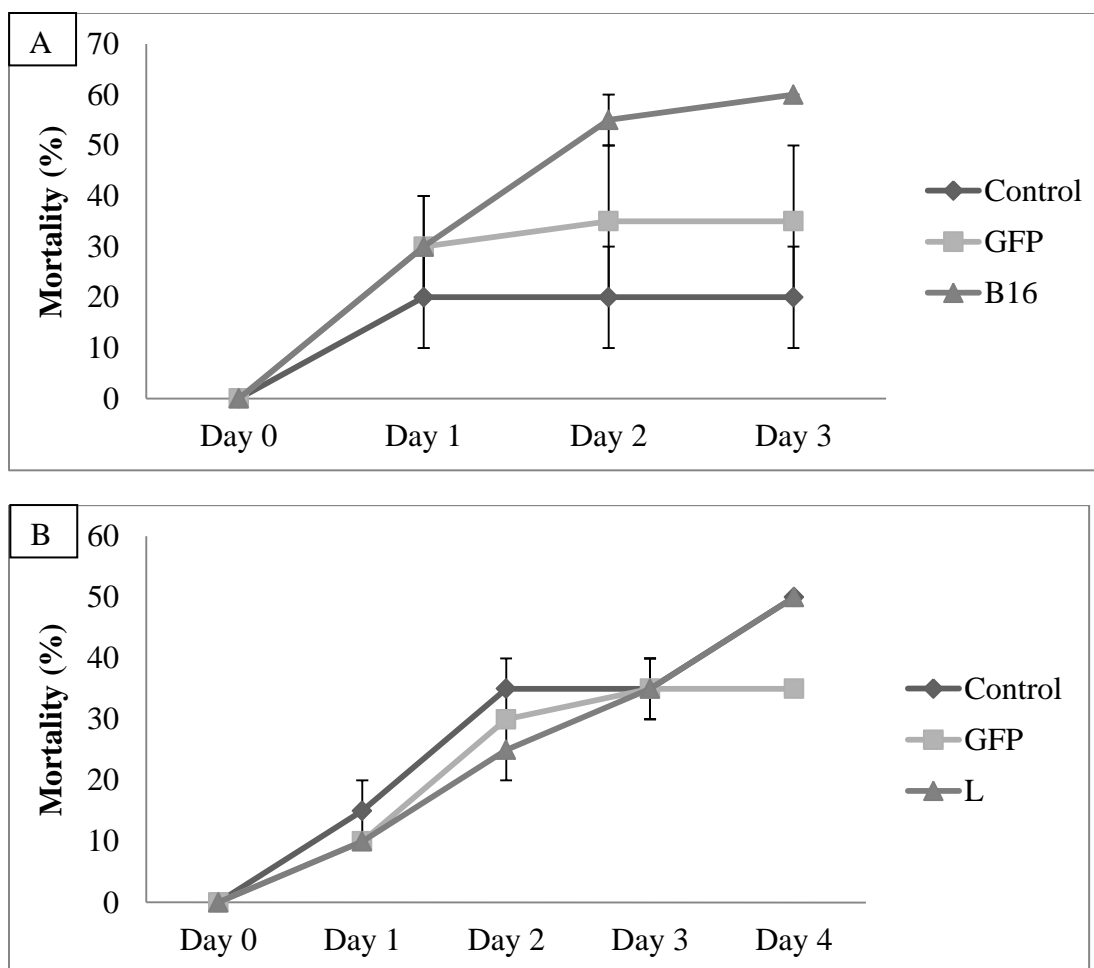 A
70
60
50
40
30
20
10
0
Mortality (%)
Day 0 Day 1 Day 2 Day 3
Control
GFP
B16
B
60
50
40
30
20
10
0
Mortality (%)
Day 0 Day 1 Day 2 Day 3 Day 4
Control
GFP
L